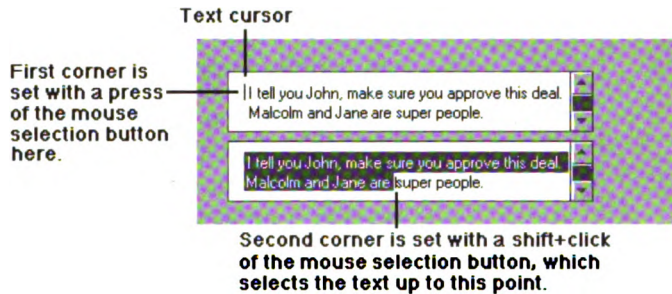 Text cursor
First corner is
set with a press
of the mouse
selection button
here.
I tell you John, make sure you approve this deal.
Malcolm and Jane are super people.
I tell you John, make sure you approve this deal.
Malcolm and Jane are super people.
Second corner is set with a shift+click
of the mouse selection button, which
selects the text up to this point.